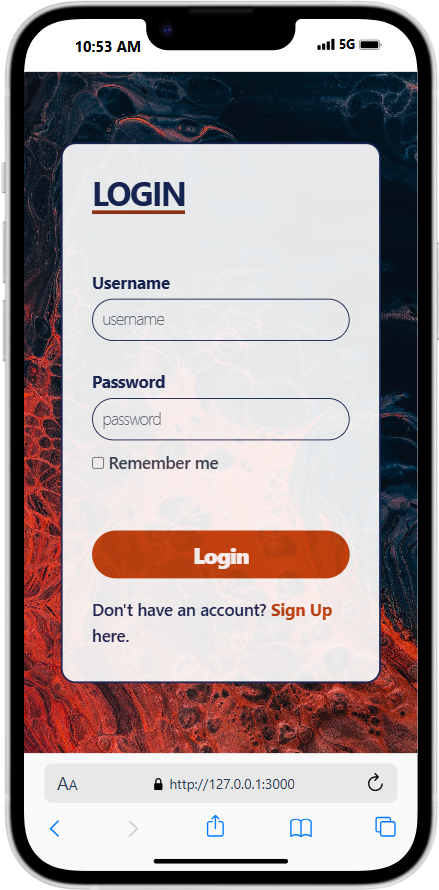 10:53 AM 5G
LOGIN
Username
username
Password
password
Remember me
Login
Don't have an account? Sign Up
here.
AA http://127.0.0.1:3000